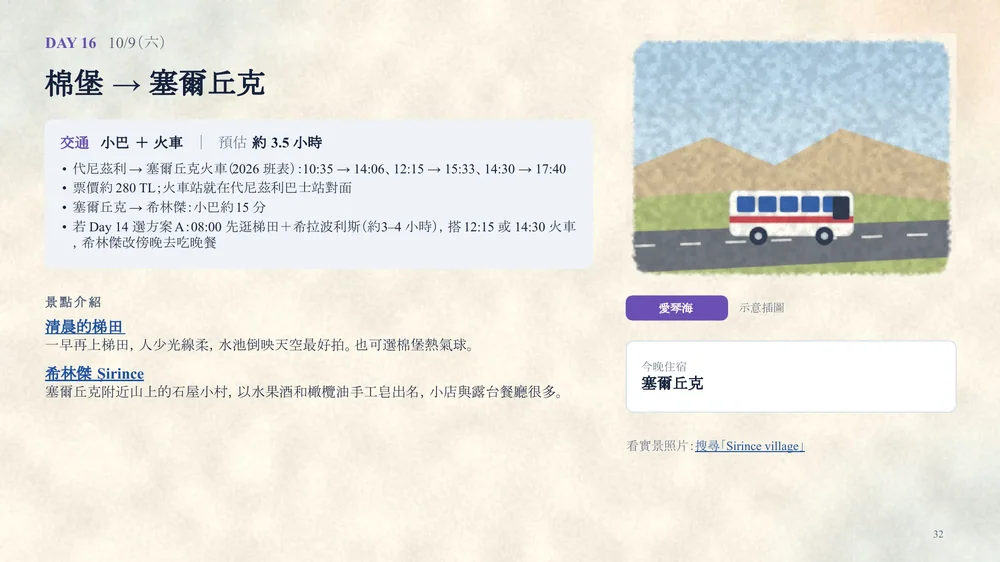 DAY 16 10/9（六）
棉堡 → 塞爾丘克
交通 小巴 ＋ 火車 ｜ 預估 約 3.5 小時
• 代尼茲利 → 塞爾丘克火車（2026 班表）：10:35 → 14:06、12:15 → 15:33、14:30 → 17:40
• 票價約 280 TL；火車站就在代尼茲利巴士站對面
• 塞爾丘克 → 希林傑：小巴約 15 分
• 若 Day 14 選方案 A：08:00 先逛梯田＋希拉波利斯（約3–4 小時），搭 12:15 或 14:30 火車
，希林傑改傍晚去吃晚餐
景點介紹
清晨的梯田
一早再上梯田，人少光線柔，水池倒映天空最好拍。也可選棉堡熱氣球。
希林傑 Şirince
塞爾丘克附近山上的石屋小村，以水果酒和橄欖油手工皂出名，小店與露台餐廳很多。
愛琴海 示意插圖
今晚住宿
塞爾丘克
看實景照片：搜尋「Sirince village」
32